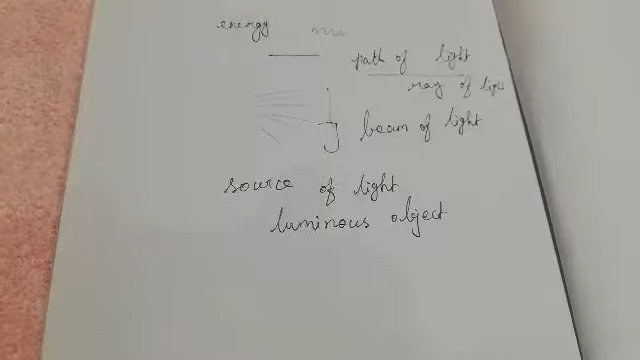 energy
path of light
ray of light
beam of light
source of light
luminous object